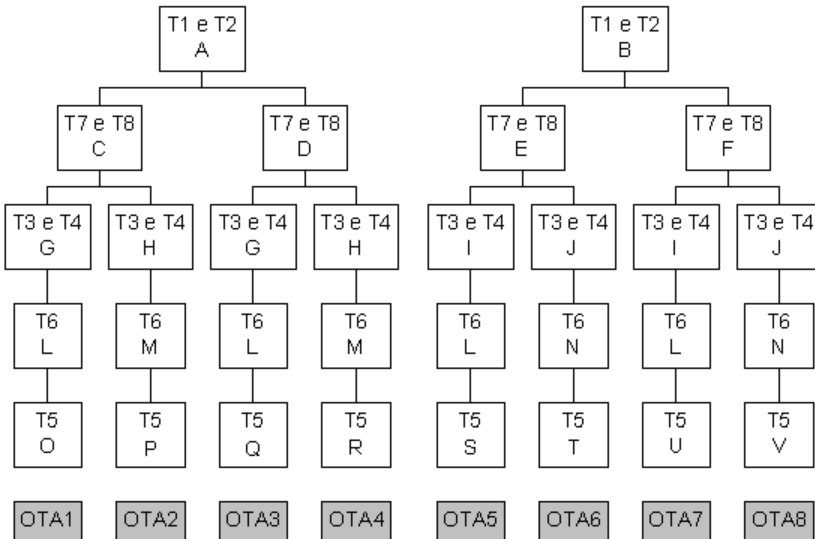 T1 e T2
A
T1 e T2
B
T7 e T8
C
T7 e T8
D
T7 e T8
E
T7 e T8
F
T3 e T4
G
T3 e T4
H
T3 e T4
G
T3 e T4
H
T3 e T4
I
T3 e T4
J
T3 e T4
I
T3 e T4
J
T6
L
T6
M
T6
L
T6
M
T6
L
T6
N
T6
L
T6
N
T5
O
T5
P
T5
Q
T5
R
T5
S
T5
T
T5
U
T5
V
OTA1
OTA2
OTA3
OTA4
OTA5
OTA6
OTA7
OTA8